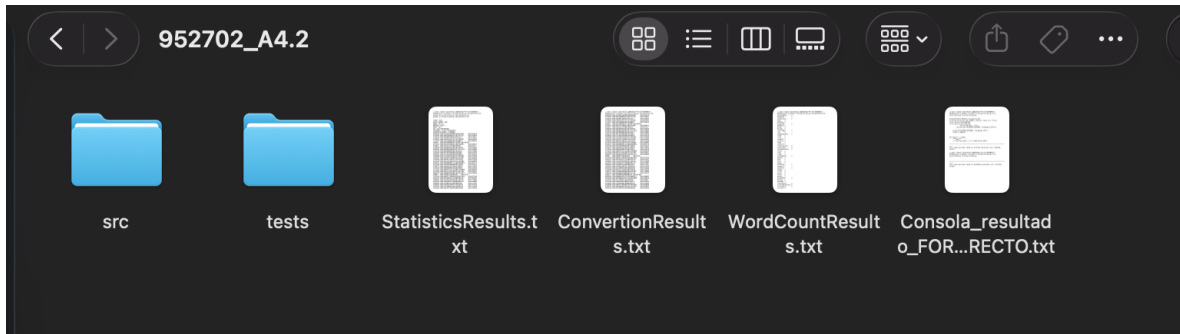 952702_A4.2
src
tests
StatisticsResults.t
xt
ConvertionResult
s.txt
WordCountResult
s.txt
Consola_resultad
o_FOR...RECTO.txt